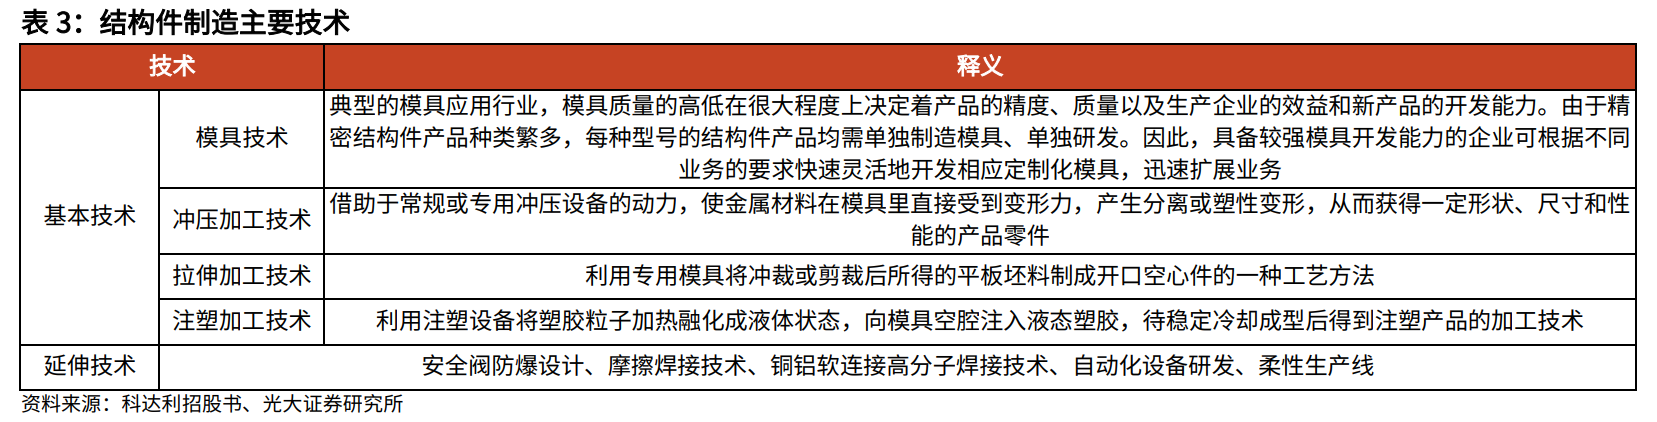 表 3：结构件制造主要技术
技术 释义
基本技术
模具技术
典型的模具应用行业，模具质量的高低在很大程度上决定着产品的精度、质量以及生产企业的效益和新产品的开发能力。由于精
密结构件产品种类繁多，每种型号的结构件产品均需单独制造模具、单独研发。因此，具备较强模具开发能力的企业可根据不同
业务的要求快速灵活地开发相应定制化模具，迅速扩展业务
冲压加工技术
借助于常规或专用冲压设备的动力，使金属材料在模具里直接受到变形力，产生分离或塑性变形，从而获得一定形状、尺寸和性
能的产品零件
拉伸加工技术 利用专用模具将冲裁或剪裁后所得的平板坯料制成开口空心件的一种工艺方法
注塑加工技术 利用注塑设备将塑胶粒子加热融化成液体状态，向模具空腔注入液态塑胶，待稳定冷却成型后得到注塑产品的加工技术
延伸技术 安全阀防爆设计、摩擦焊接技术、铜铝软连接高分子焊接技术、自动化设备研发、柔性生产线
资料来源：科达利招股书、光大证券研究所